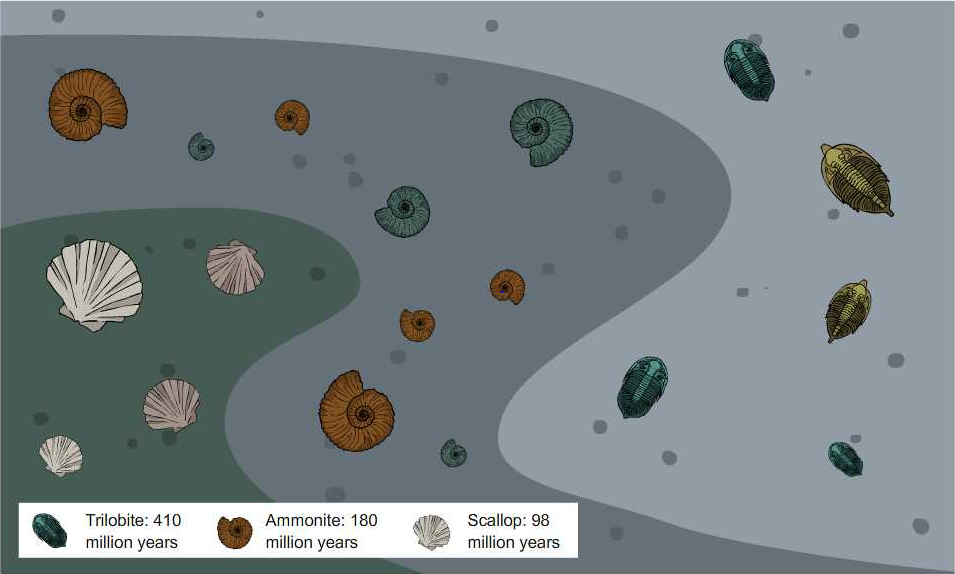 Trilobite: 410
million years
Ammonite: 180
million years
Scallop: 98
million years